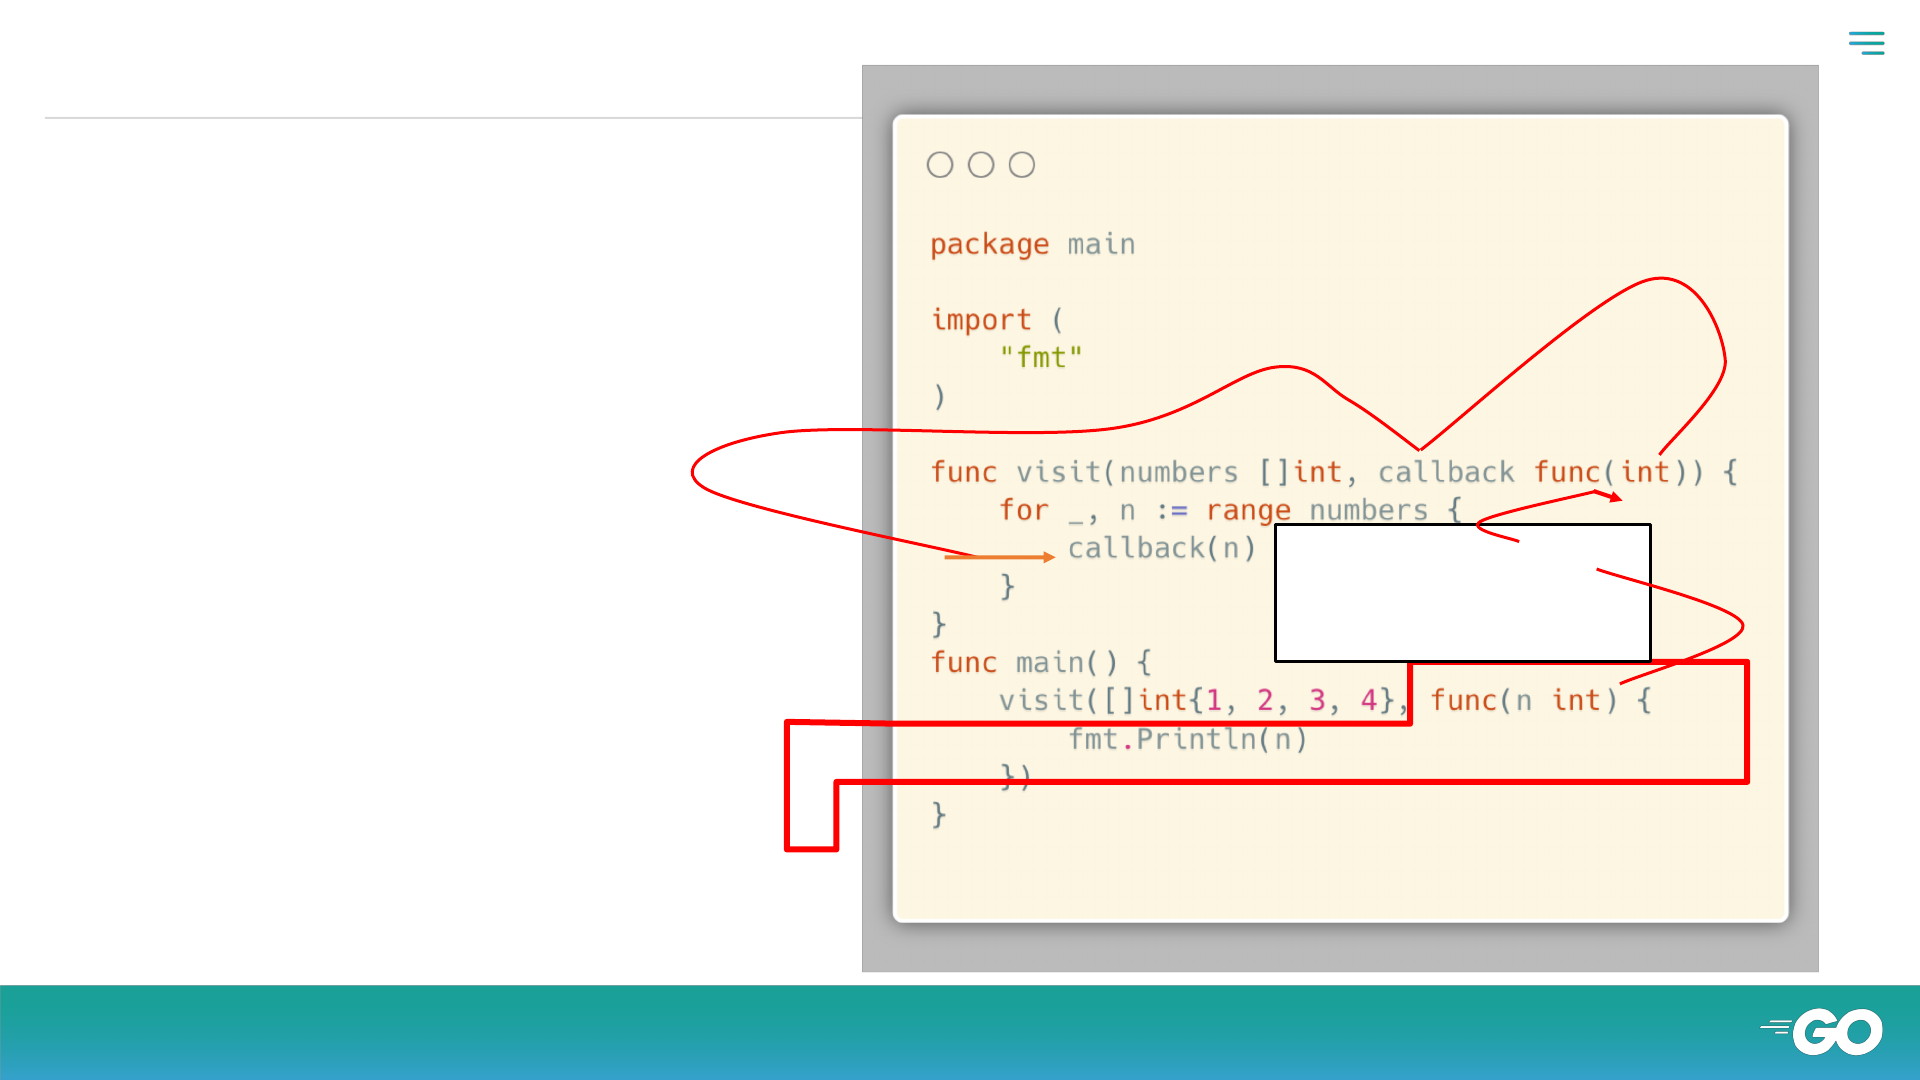 package main
import (
"fmt"
)
func visit(numbers []int, callback func(int)) {
for _, n := range numbers {
callback(n)
}
}
func main() {
visit([]int{1, 2, 3, 4}, func(n int) {
fmt.Println(n)
})
}
GO